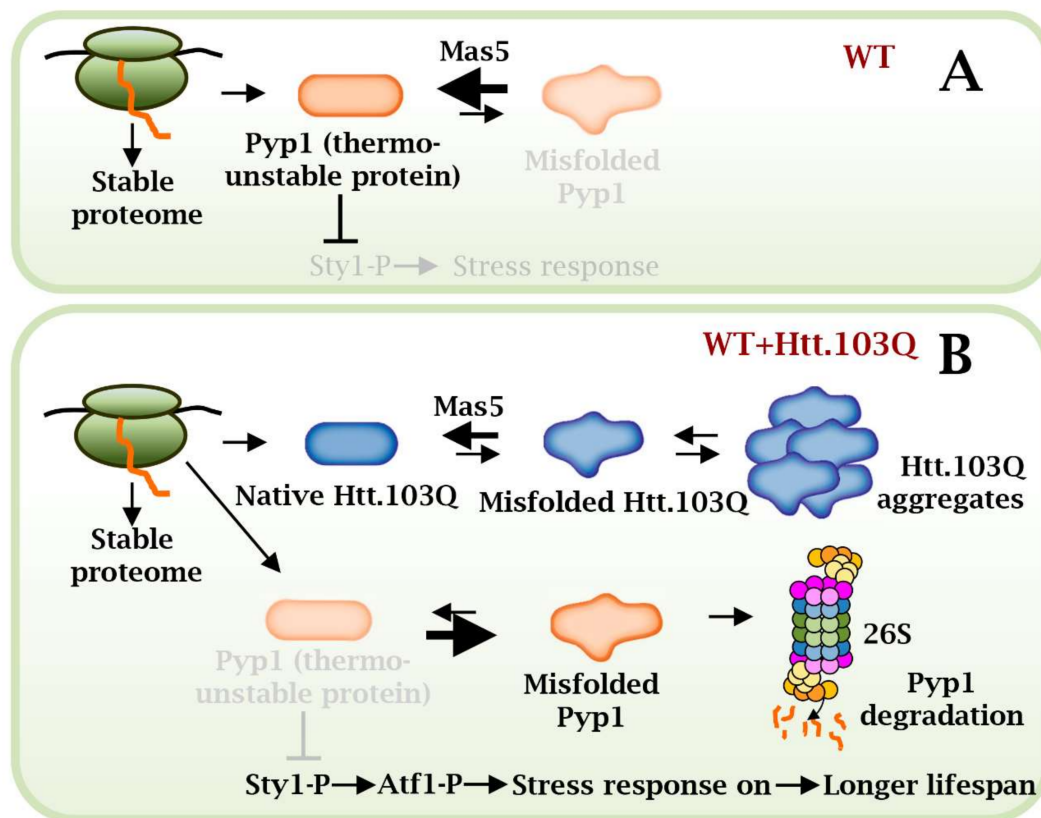 WT
A
Mas5
Pyp1 (thermo-
unstable protein)
Misfolded
Pyp1
Stable
proteome
Sty1-P
Stress response
WT+Htt.103Q
B
Mas5
Native Htt.103Q
Misfolded Htt.103Q
Htt.103Q
aggregates
Stable
proteome
Pyp1 (thermo-
unstable protein)
Misfolded
Pyp1
26S
Pyp1
degradation
Sty1-P
Atf1-P
Stress response on
Longer lifespan